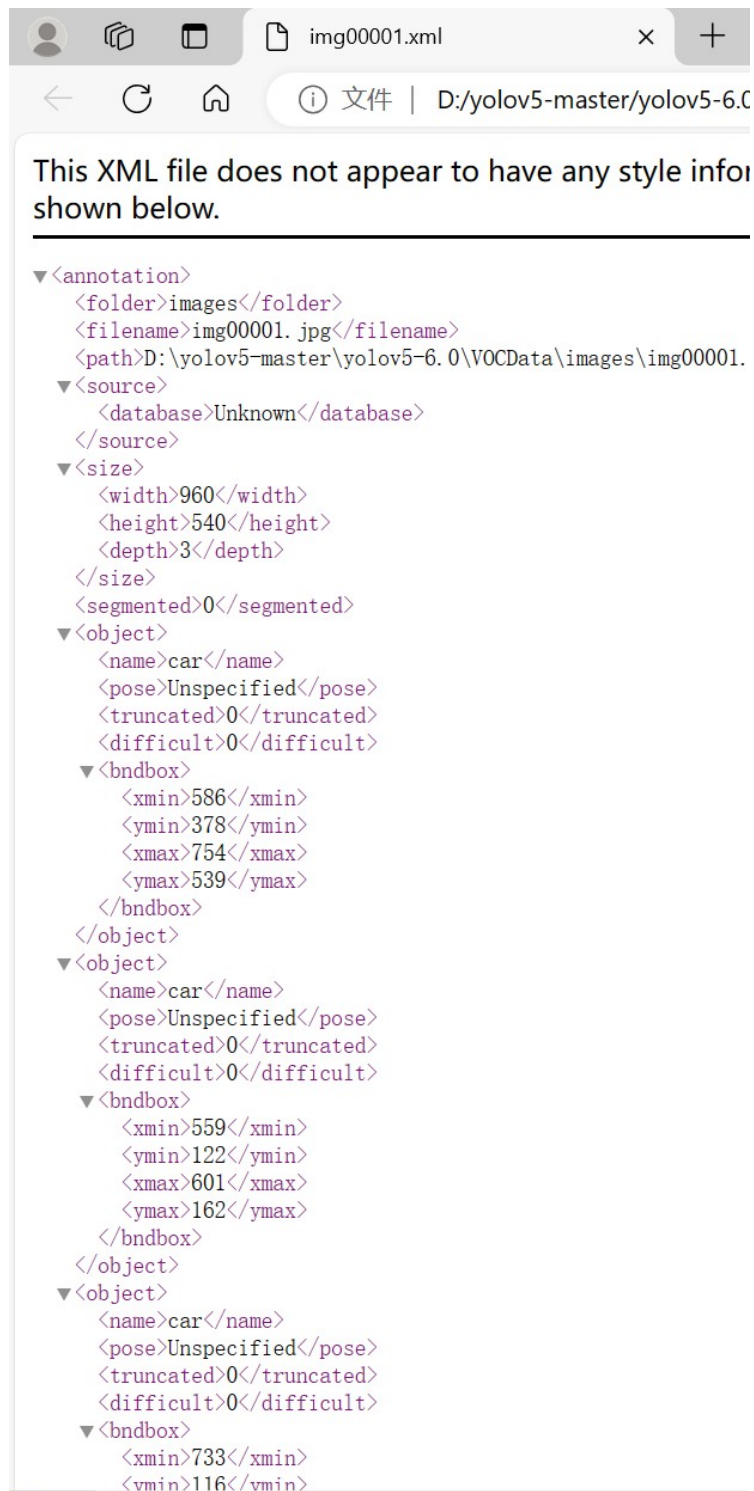 img00001.xml
文件 | D:/yolov5-master/yolov5-6.0
This XML file does not appear to have any style infor
shown below.
▼<annotation>
<folder>images</folder>
<filename>img00001.jpg</filename>
<path>D:\yolov5-master\yolov5-6.0\VOCData\images\img00001.
▼<source>
<database>Unknown</database>
</source>
▼<size>
<width>960</width>
<height>540</height>
<depth>3</depth>
</size>
<segmented>0</segmented>
▼<object>
<name>car</name>
<pose>Unspecified</pose>
<truncated>0</truncated>
<difficult>0</difficult>
▼<bndbox>
<xmin>586</xmin>
<ymin>378</ymin>
<xmax>754</xmax>
<ymax>539</ymax>
</bndbox>
</object>
▼<object>
<name>car</name>
<pose>Unspecified</pose>
<truncated>0</truncated>
<difficult>0</difficult>
▼<bndbox>
<xmin>559</xmin>
<ymin>122</ymin>
<xmax>601</xmax>
<ymax>162</ymax>
</bndbox>
</object>
▼<object>
<name>car</name>
<pose>Unspecified</pose>
<truncated>0</truncated>
<difficult>0</difficult>
▼<bndbox>
<xmin>733</xmin>
<ymin>116</ymin>